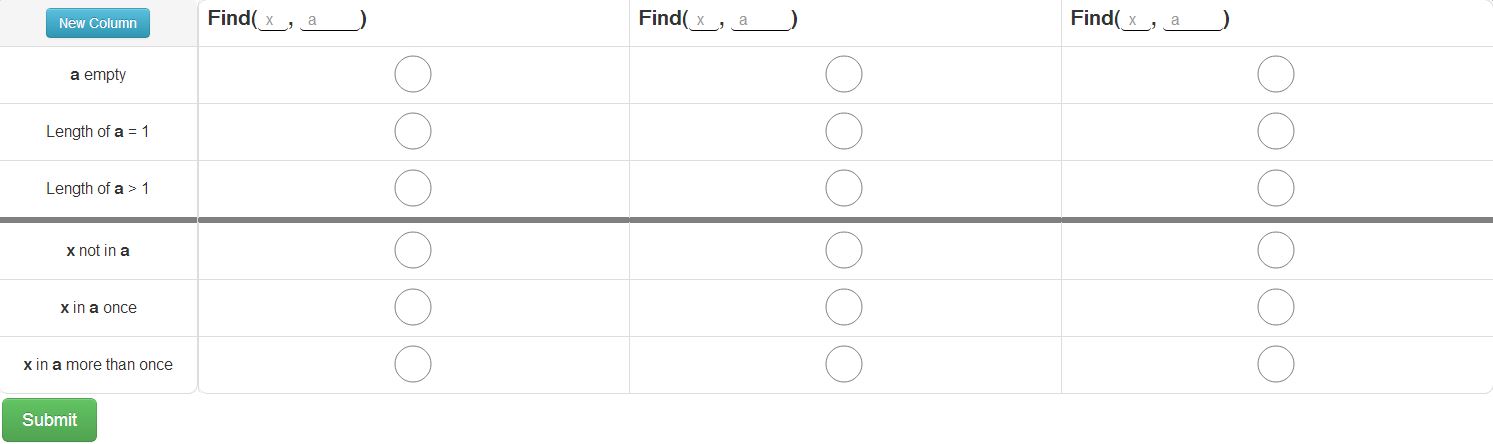 New Column Find( x , a ) Find( x , a ) Find( x , a )
a empty
Length of a = 1
Length of a > 1
x not in a
x in a once
x in a more than once
Submit